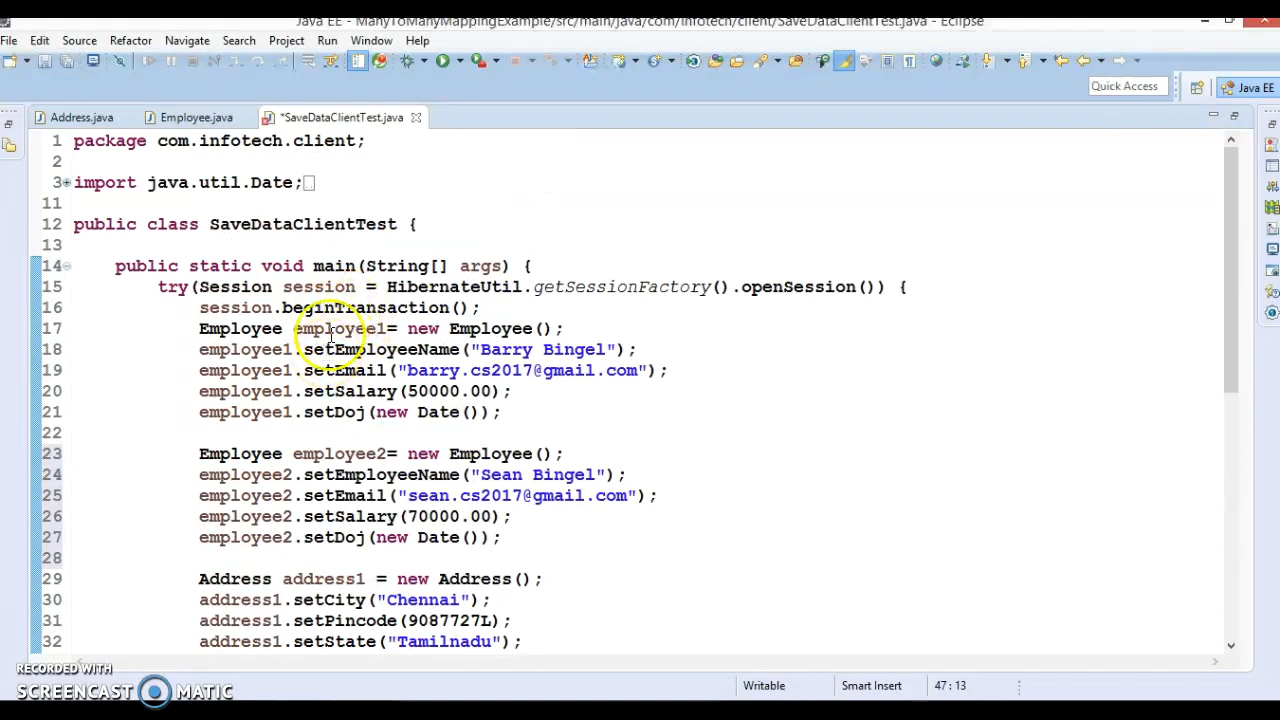 Java EE - ManyToManyMappingExample/src/main/java/com/infotech/client/SaveDataClientTest.java - Eclipse
File Edit Source Refactor Navigate Search Project Run Window Help
Quick Access
Java EE
Address.java Employee.java *SaveDataClientTest.java
1 package com.infotech.client;
2
3 import java.util.Date;
11
12 public class SaveDataClientTest {
13
14 public static void main(String[] args) {
15 try(Session session = HibernateUtil.getSessionFactory().openSession()) {
16 session.beginTransaction();
17 Employee employee1= new Employee();
18 employee1.setEmployeeName("Barry Bingel");
19 employee1.setEmail("barry.cs2017@gmail.com");
20 employee1.setSalary(50000.00);
21 employee1.setDoj(new Date());
22
23 Employee employee2= new Employee();
24 employee2.setEmployeeName("Sean Bingel");
25 employee2.setEmail("sean.cs2017@gmail.com");
26 employee2.setSalary(70000.00);
27 employee2.setDoj(new Date());
28
29 Address address1 = new Address();
30 address1.setCity("Chennai");
31 address1.setPincode(9087727L);
32 address1.setState("Tamilnadu");
RECORDED WITH
SCREENCAST MATIC
Writable Smart Insert 47 : 13